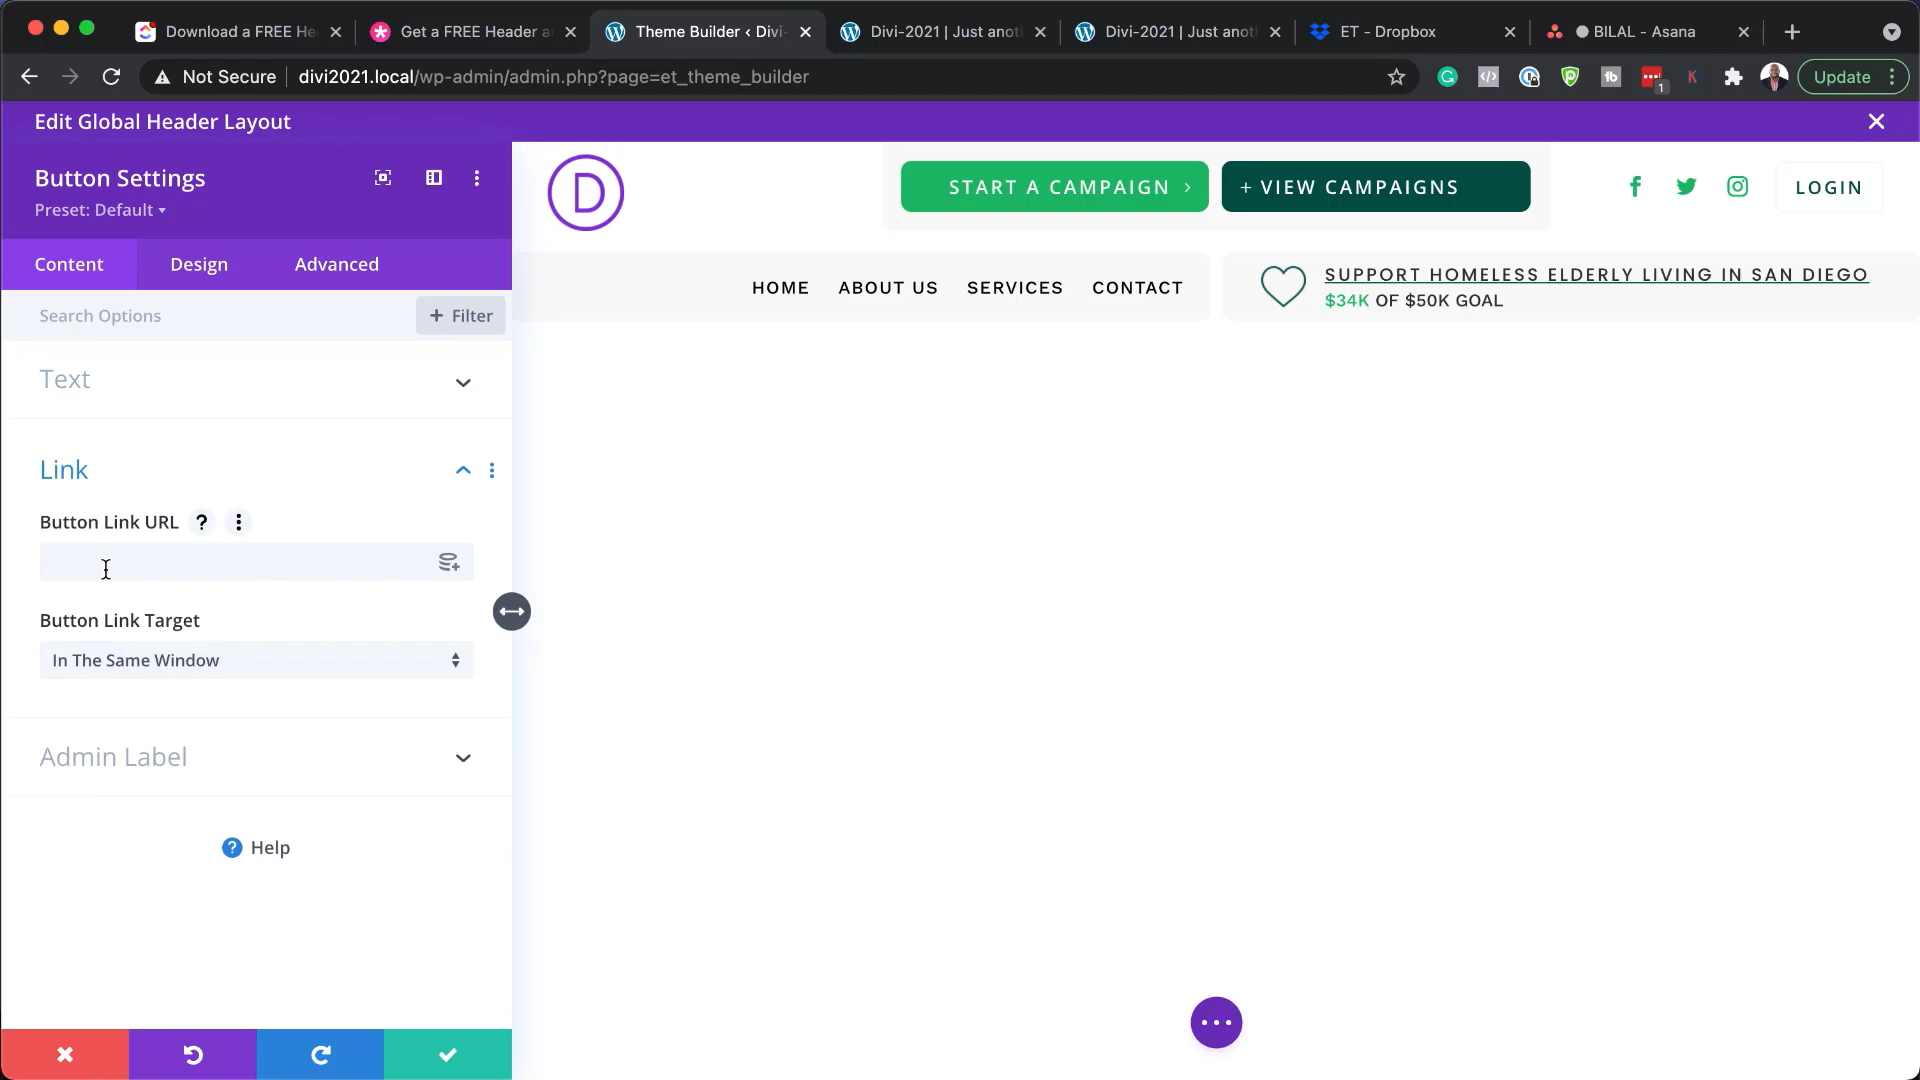 Download a FREE He
Get a FREE Header a
Theme Builder ‹ Divi-
Divi-2021 | Just anot
Divi-2021 | Just anot
ET - Dropbox
BILAL - Asana
Not Secure
divi2021.local/wp-admin/admin.php?page=et_theme_builder
1
Update
Edit Global Header Layout
Button Settings
Preset: Default
Content
Design
Advanced
Search Options
+ Filter
Text
Link
Button Link URL ?
Button Link Target
In The Same Window
Admin Label
? Help
D
START A CAMPAIGN ›
+ VIEW CAMPAIGNS
LOGIN
HOME
ABOUT US
SERVICES
CONTACT
SUPPORT HOMELESS ELDERLY LIVING IN SAN DIEGO
$34K OF $50K GOAL